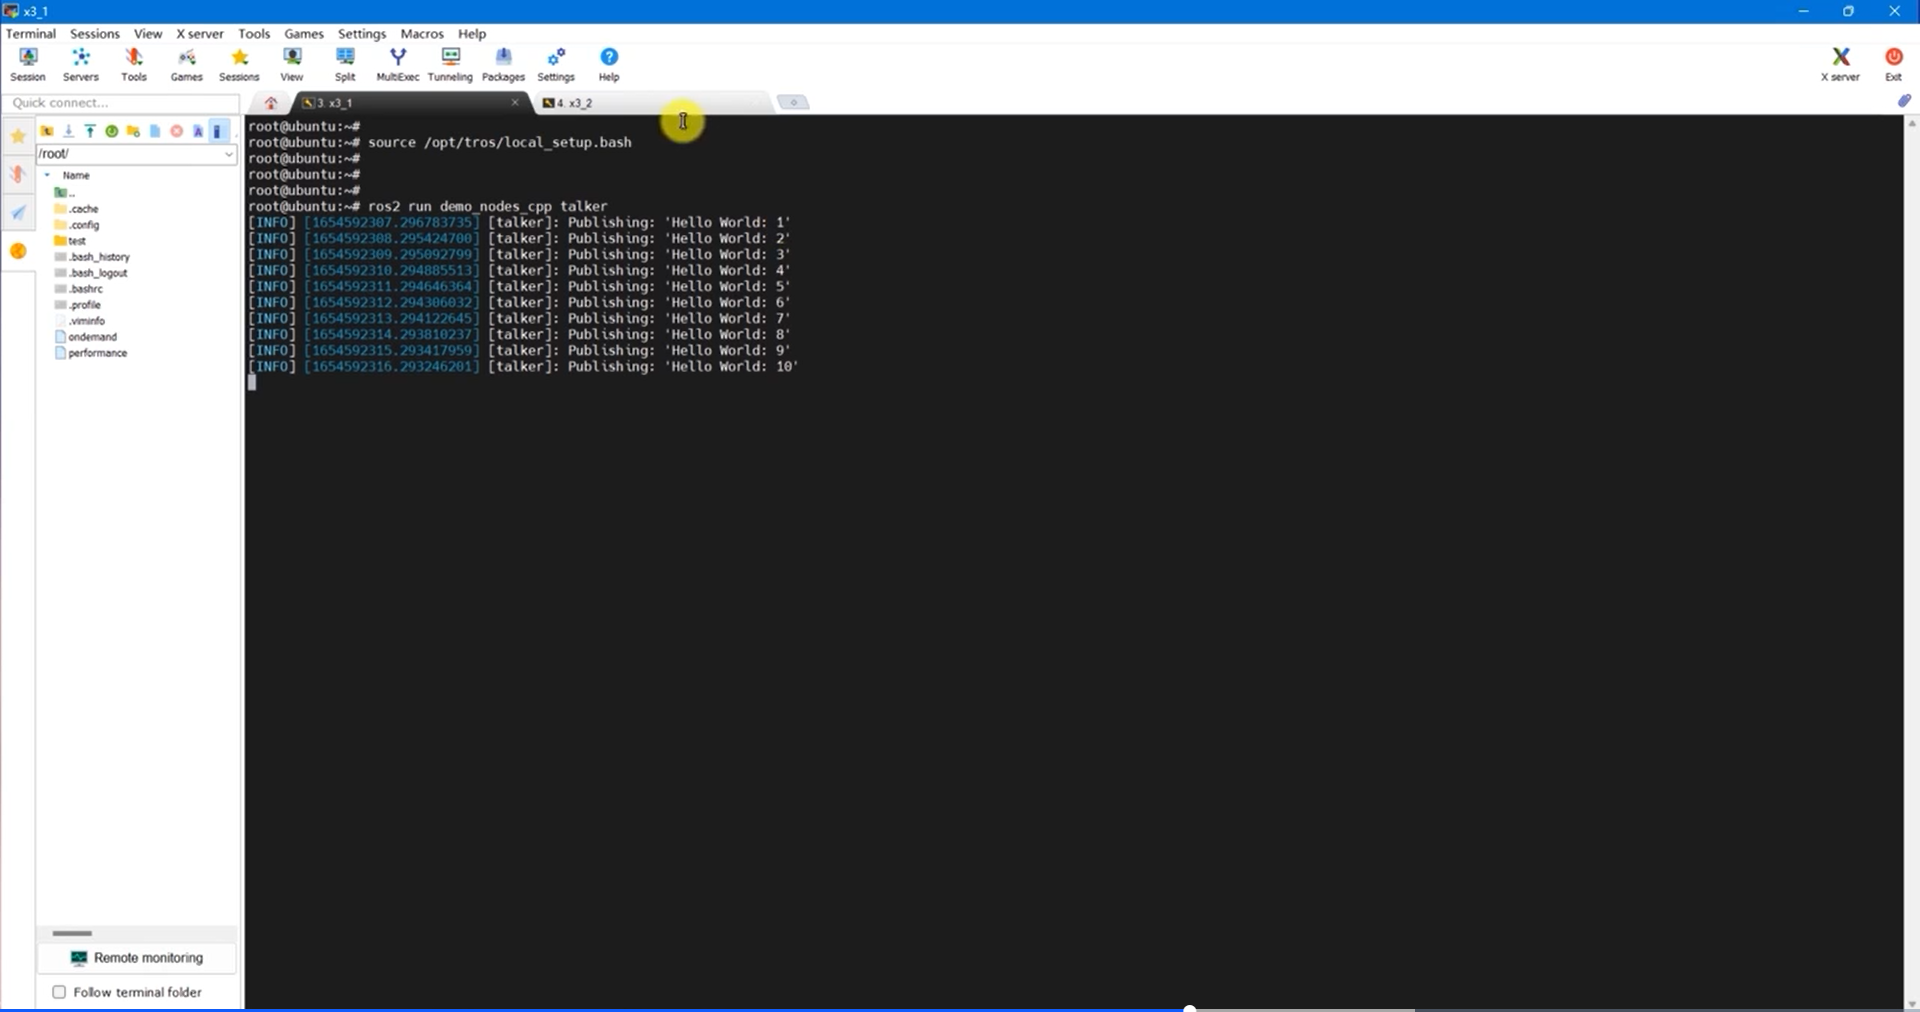 x3_1
Terminal Sessions View X server Tools Games Settings Macros Help
Session Servers Tools Games Sessions View Split MultiExec Tunneling Packages Settings Help X server Exit
Quick connect...
3. x3_1
4. x3_2
/root/
Name
..
.cache
.config
test
.bash_history
.bash_logout
.bashrc
.profile
.viminfo
ondemand
performance
Remote monitoring
Follow terminal folder
root@ubuntu:~#
root@ubuntu:~# source /opt/tros/local_setup.bash
root@ubuntu:~#
root@ubuntu:~#
root@ubuntu:~#
root@ubuntu:~# ros2 run demo_nodes_cpp talker
[INFO] [1654592307.296783735] [talker]: Publishing: 'Hello World: 1'
[INFO] [1654592308.295424700] [talker]: Publishing: 'Hello World: 2'
[INFO] [1654592309.295092799] [talker]: Publishing: 'Hello World: 3'
[INFO] [1654592310.294885513] [talker]: Publishing: 'Hello World: 4'
[INFO] [1654592311.294646364] [talker]: Publishing: 'Hello World: 5'
[INFO] [1654592312.294306032] [talker]: Publishing: 'Hello World: 6'
[INFO] [1654592313.294122645] [talker]: Publishing: 'Hello World: 7'
[INFO] [1654592314.293810237] [talker]: Publishing: 'Hello World: 8'
[INFO] [1654592315.293417959] [talker]: Publishing: 'Hello World: 9'
[INFO] [1654592316.293246201] [talker]: Publishing: 'Hello World: 10'